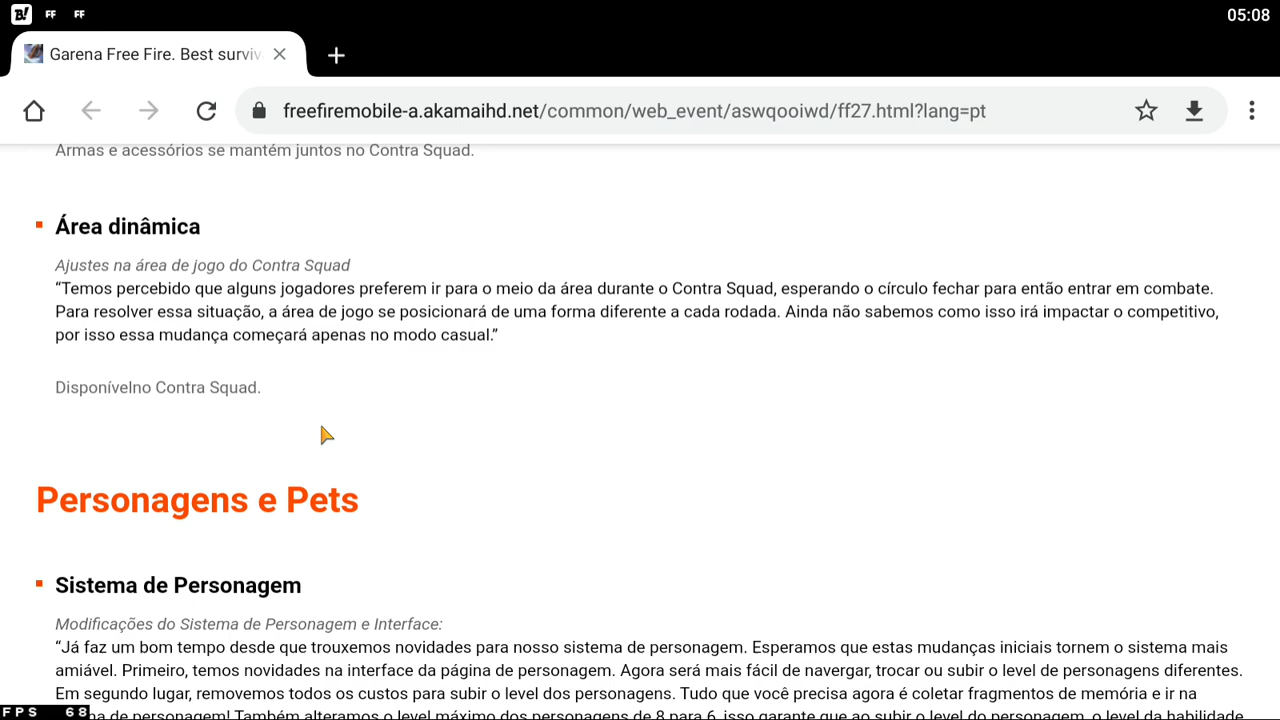 B!
FF
FF
05:08
Garena Free Fire. Best surviv
freefiremobile-a.akamaihd.net/common/web_event/aswqooiwd/ff27.html?lang=pt
Armas e acessórios se mantém juntos no Contra Squad.
Área dinâmica
Ajustes na área de jogo do Contra Squad
“Temos percebido que alguns jogadores preferem ir para o meio da área durante o Contra Squad, esperando o círculo fechar para então entrar em combate.
Para resolver essa situação, a área de jogo se posicionará de uma forma diferente a cada rodada. Ainda não sabemos como isso irá impactar o competitivo,
por isso essa mudança começará apenas no modo casual.”
Disponívelno Contra Squad.
Personagens e Pets
Sistema de Personagem
Modificações do Sistema de Personagem e Interface:
“Já faz um bom tempo desde que trouxemos novidades para nosso sistema de personagem. Esperamos que estas mudanças iniciais tornem o sistema mais
amiável. Primeiro, temos novidades na interface da página de personagem. Agora será mais fácil de navergar, trocar ou subir o level de personagens diferentes.
Em segundo lugar, removemos todos os custos para subir o level dos personagens. Tudo que você precisa agora é coletar fragmentos de memória e ir na
de personagem! Também alteramos o level máximo dos personagens de 8 para 6, isso garante que ao subir o level do personagem, o level da habilidade
FPS 68